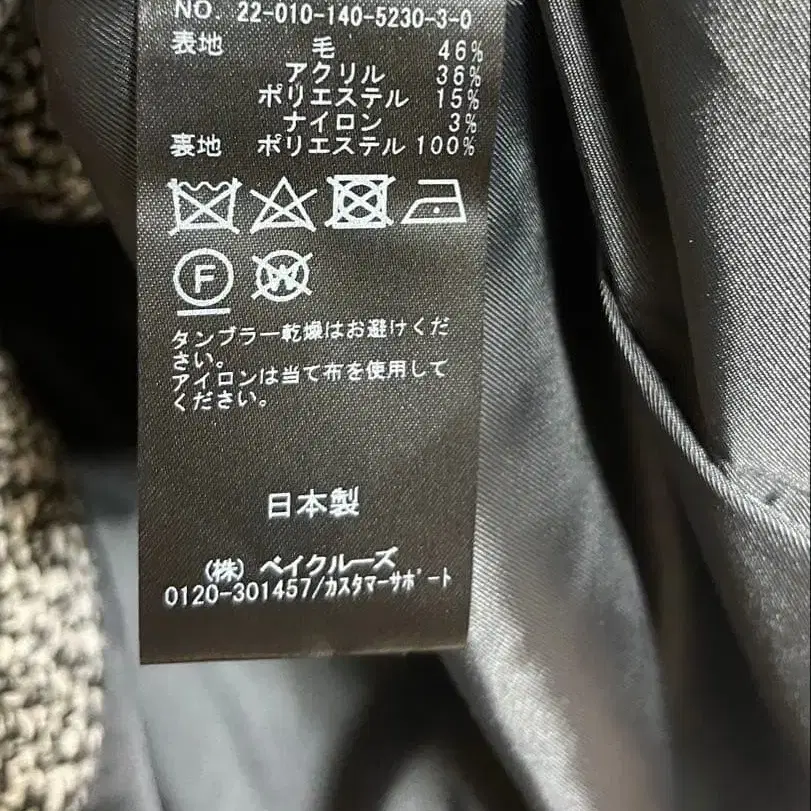 NO. 22-010-140-5230-3-0
表地 毛 46%
アクリル 36%
ポリエステル 15%
ナイロン 3%
裏地 ポリエステル 100%
F W
タンブラー乾燥はお避けくだ
さい。
アイロンは当て布を使用して
ください。
日本製
(株) ベイクルーズ
0120-301457/カスタマーサポート